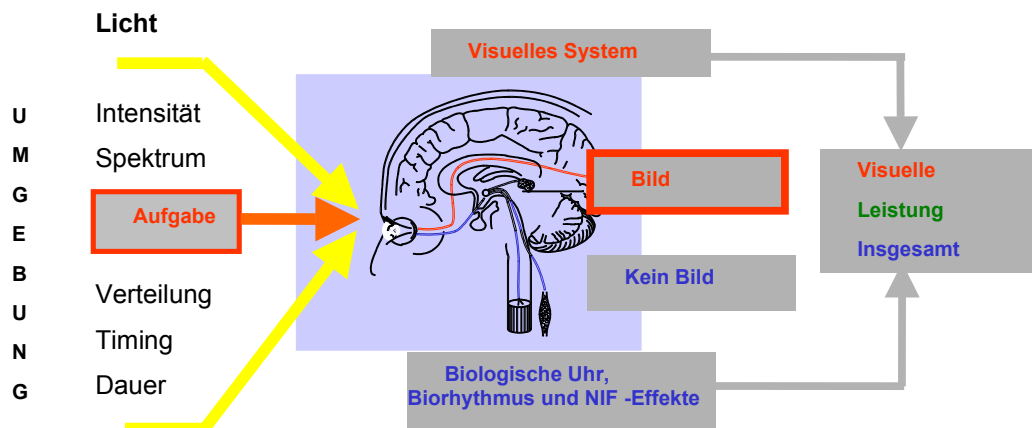 Licht
Visuelles System
UMGEBUNG
Intensität
Spektrum
Aufgabe
Verteilung
Timing
Dauer
Bild
Kein Bild
Biologische Uhr,
Biorhythmus und NIF -Effekte
Visuelle
Leistung
Insgesamt